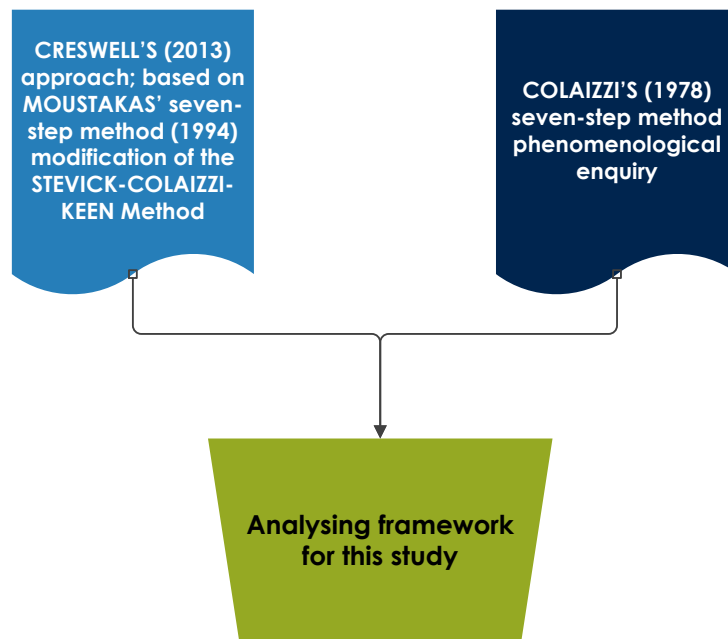 CRESWELL’S (2013)
approach; based on
MOUSTAKAS’ seven-
step method (1994)
modification of the
STEVICK-COLAIZZI-
KEEN Method
COLAIZZI’S (1978)
seven-step method
phenomenological
enquiry
Analysing framework
for this study